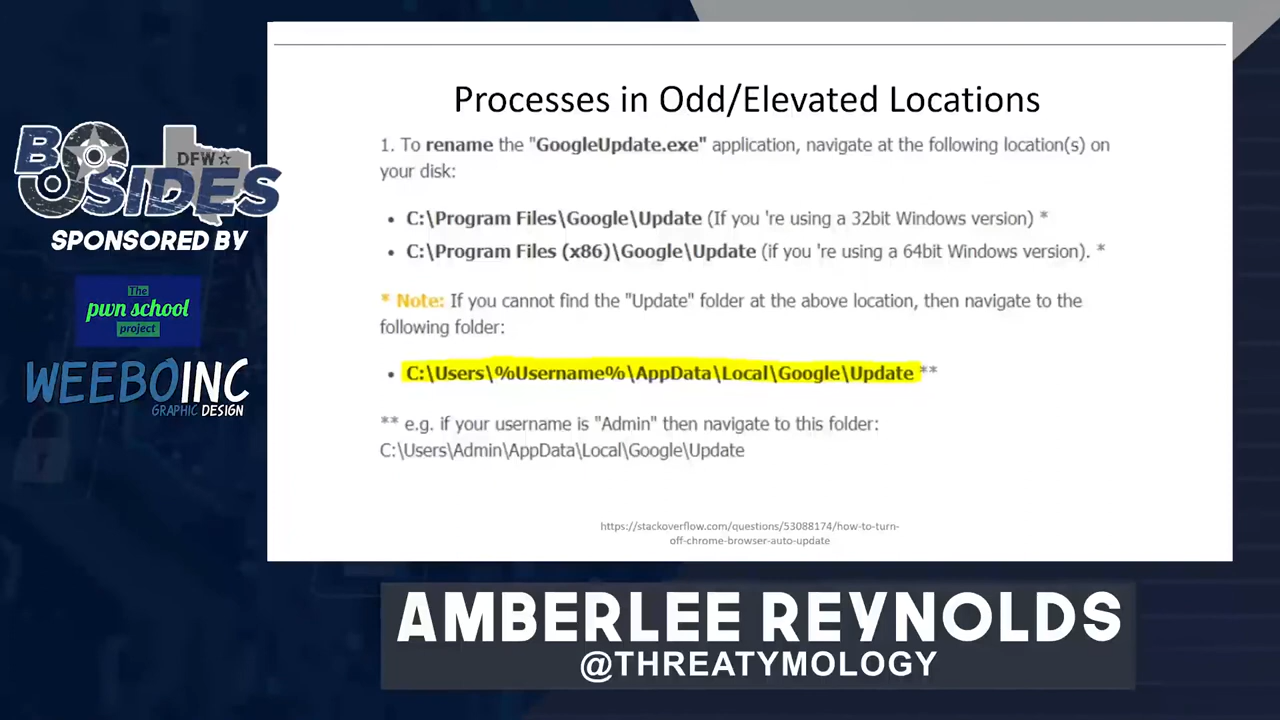 Processes in Odd/Elevated Locations
1. To rename the "GoogleUpdate.exe" application, navigate at the following location(s) on
your disk:
• C:\Program Files\Google\Update (If you 're using a 32bit Windows version) *
• C:\Program Files (x86)\Google\Update (if you 're using a 64bit Windows version). *
* Note: If you cannot find the "Update" folder at the above location, then navigate to the
following folder:
• C:\Users\%Username%\AppData\Local\Google\Update **
** e.g. if your username is "Admin" then navigate to this folder:
C:\Users\Admin\AppData\Local\Google\Update
https://stackoverflow.com/questions/53088174/how-to-turn-
off-chrome-browser-auto-update
BSIDES
DFW
SPONSORED BY
The
pwn school
project
WEEBOINC
GRAPHIC DESIGN
AMBERLEE REYNOLDS
@THREATYMOLOGY